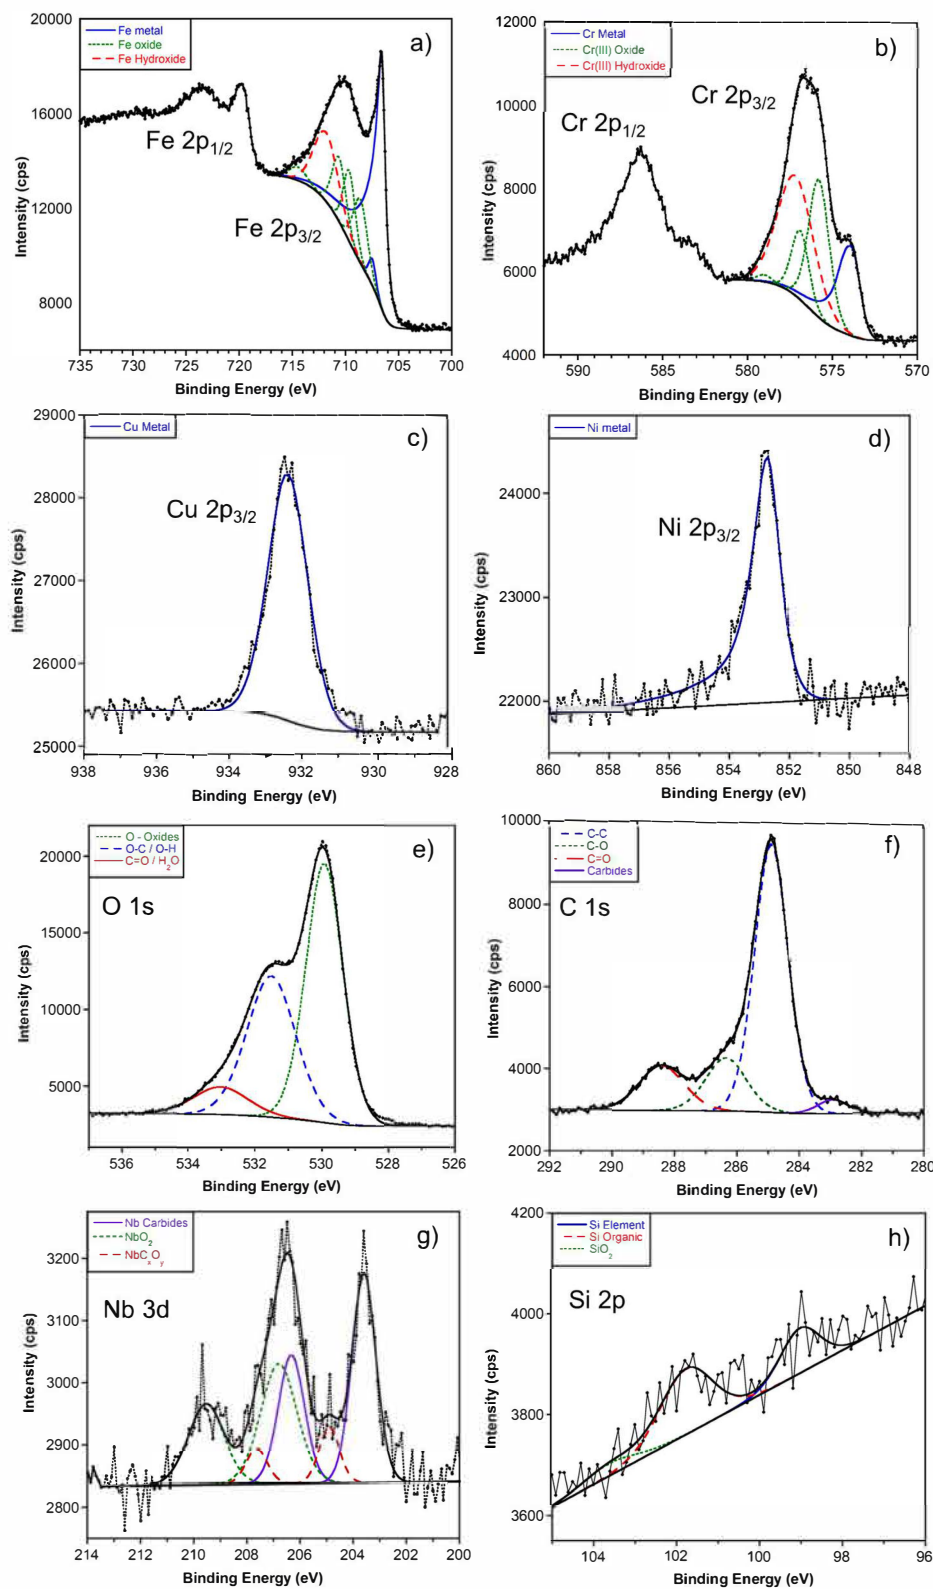 a)
Fe metal
Fe oxide
Fe Hydroxide
Fe 2p1/2
Fe 2p3/2
Intensity (cps)
20000
16000
12000
8000
735 730 725 720 715 710 705 700
Binding Energy (eV)
b)
Cr Metal
Cr(III) Oxide
Cr(III) Hydroxide
Cr 2p3/2
Cr 2p1/2
Intensity (cps)
12000
10000
8000
6000
4000
590 585 580 575 570
Binding Energy (eV)
c)
Cu Metal
Cu 2p3/2
Intensity (cps)
29000
28000
27000
25000
25000
938 936 934 932 930 928
Binding Energy (eV)
d)
Ni metal
Ni 2p3/2
Intensity (cps)
24000
23000
22000
860 858 856 854 852 850 848
Binding Energy (eV)
e)
O - Oxides
O-C / O-H
C=O / H2O
O 1s
Intensity (cps)
20000
15000
10000
5000
536 534 532 530 528 526
Binding Energy (eV)
f)
C-C
C-O
C=O
Carbides
C 1s
Intensity (cps)
10000
8000
6000
4000
2000
292 290 288 286 284 282 280
Binding Energy (eV)
g)
Nb Carbides
NbO2
NbCxOy
Nb 3d
Intensity (cps)
3200
3100
3000
2900
2800
214 212 210 208 206 204 202 200
Binding Energy (eV)
h)
Si Element
Si Organic
SiO2
Si 2p
Intensity (cps)
4200
4000
3800
3600
104 102 100 98 96
Binding Energy (eV)